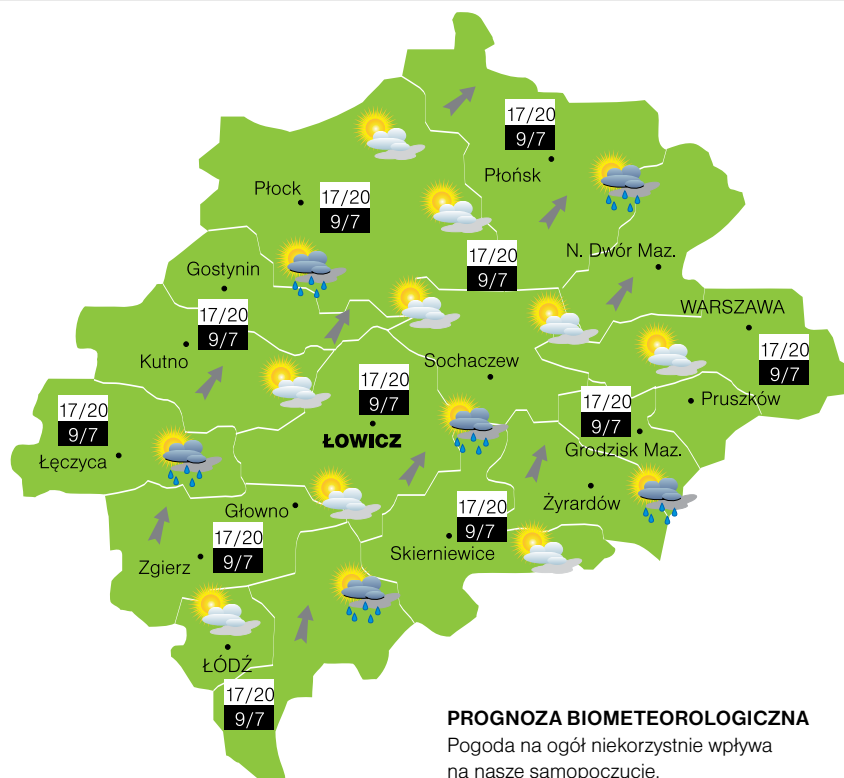 17/20
9/7
Płońsk
Płock
17/20
9/7
N. Dwór Maz.
17/20
9/7
Gostynin
WARSZAWA
17/20
9/7
Kutno
17/20
9/7
Sochaczew
17/20
9/7
ŁOWICZ
17/20
9/7
Pruszków
Grodzisk Maz.
17/20
9/7
Łęczyca
Żyrardów
Głowno
17/20
9/7
Skierniewice
17/20
9/7
Zgierz
ŁÓDŹ
17/20
9/7
PROGNOZA BIOMETEOROLOGICZNA
Pogoda na ogół niekorzystnie wpływa
na nasze samopoczucie.